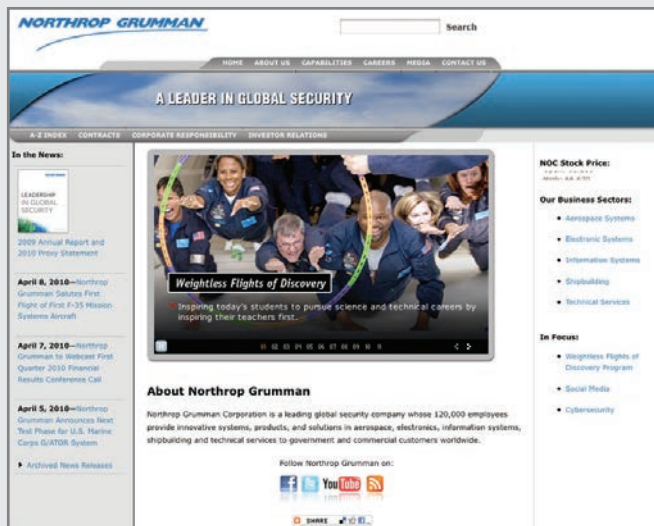 NORTHROP GRUMMAN
Search
HOME ABOUT US CAPABILITIES CAREERS MEDIA CONTACT US
A LEADER IN GLOBAL SECURITY
A-Z INDEX CONTRACTS CORPORATE RESPONSIBILITY INVESTOR RELATIONS
In the News:
LEADERSHIP
IN GLOBAL
SECURITY
2009 Annual Report and
2010 Proxy Statement
April 8, 2010—Northrop
Grumman Salutes First
Flight of First F-35 Mission
Systems Aircraft
April 7, 2010—Northrop
Grumman to Webcast First
Quarter 2010 Financial
Results Conference Call
April 5, 2010—Northrop
Grumman Announces Next
Test Phase for U.S. Marine
Corps G/ATOR System
Archived News Releases
Weightless Flights of Discovery
Inspiring today's students to pursue science and technical careers by
inspiring their teachers first.
01 02 03 04 05 06 07 08 09 10 11
About Northrop Grumman
Northrop Grumman Corporation is a leading global security company whose 120,000 employees
provide innovative systems, products, and solutions in aerospace, electronics, information systems,
shipbuilding and technical services to government and commercial customers worldwide.
Follow Northrop Grumman on:
You Tube
SHARE
NOC Stock Price:
Our Business Sectors:
Aerospace Systems
Electronic Systems
Information Systems
Shipbuilding
Technical Services
In Focus:
Weightless Flights of
Discovery Program
Social Media
Cybersecurity